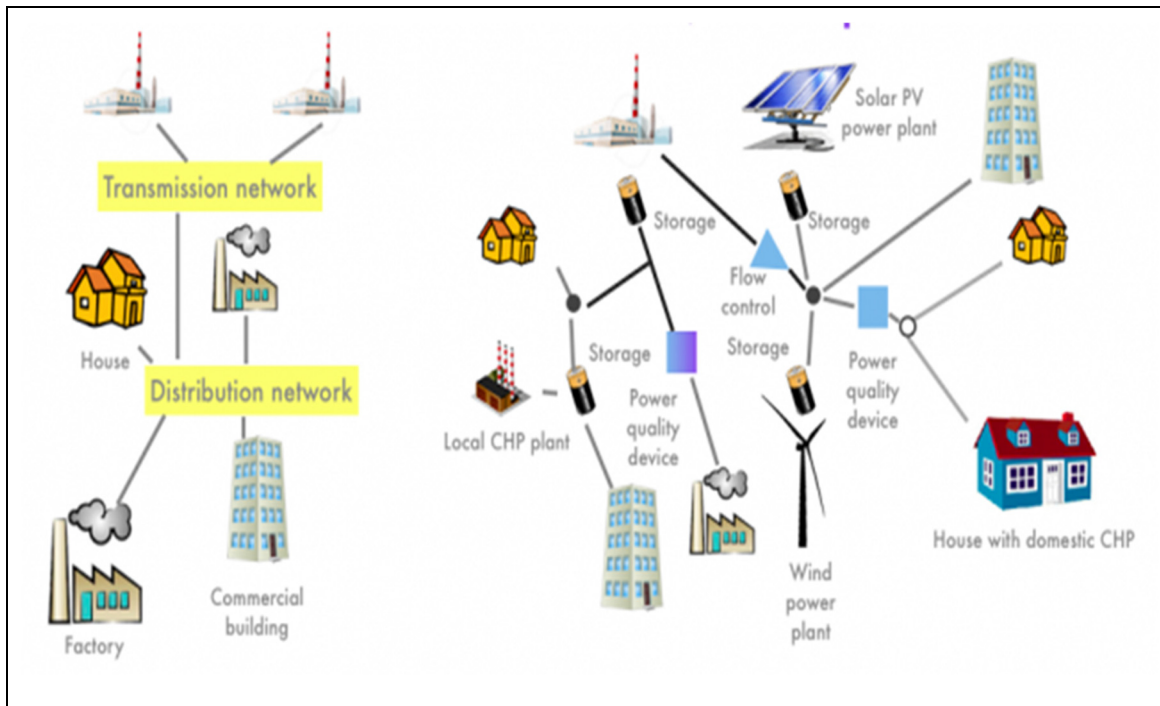 Transmission network
House
Distribution network
Factory
Commercial
building
Solar PV
power plant
Storage
Storage
Flow
control
Storage
Storage
Local CHP plant
Power
quality
device
Power
quality
device
Wind
power
plant
House with domestic CHP